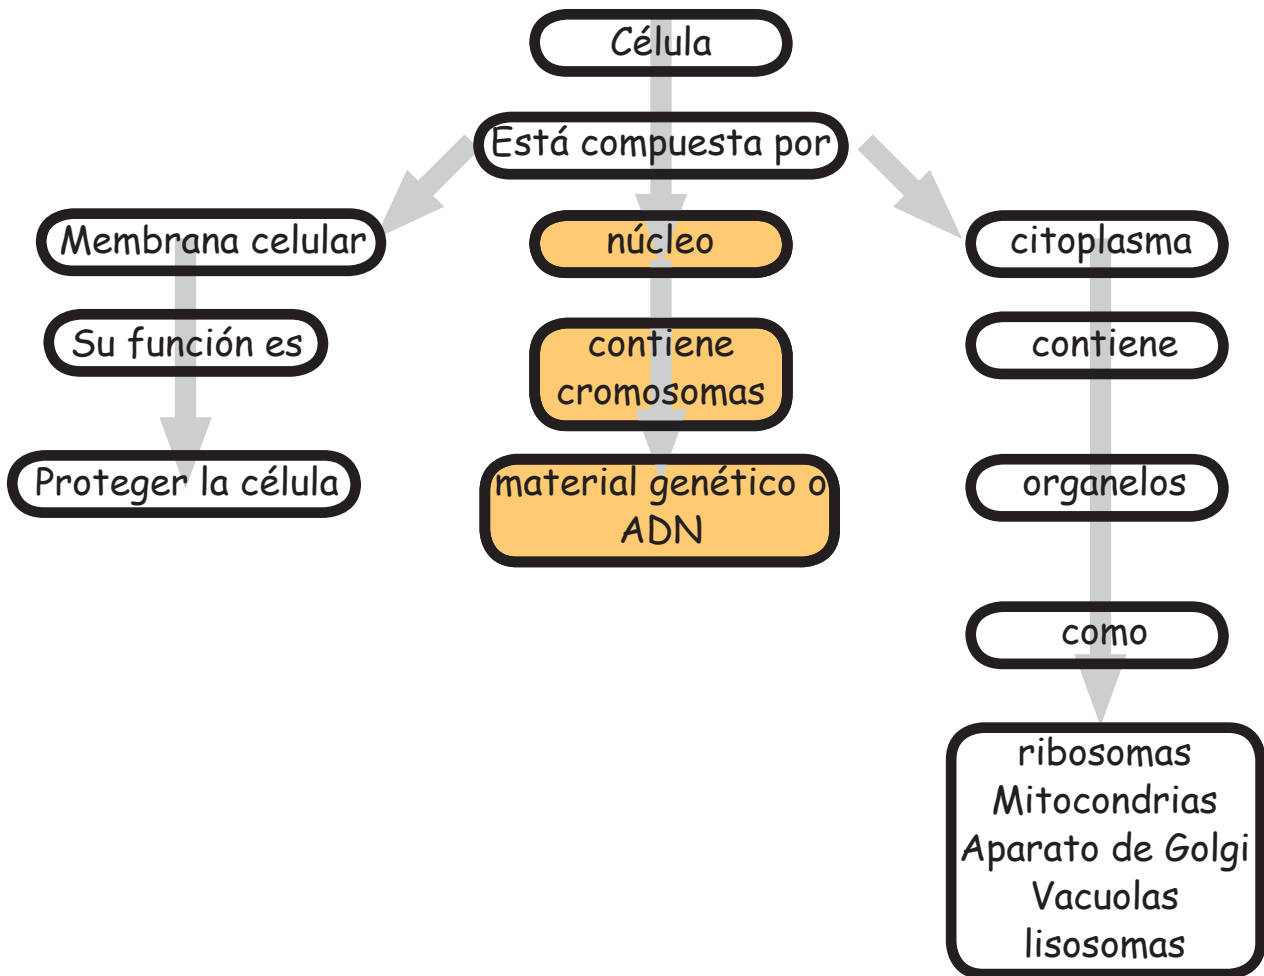 Célula
Está compuesta por
Membrana celular
núcleo
citoplasma
Su función es
contiene
cromosomas
contiene
Proteger la célula
material genético o
ADN
organelos
como
ribosomas
Mitocondrias
Aparato de Golgi
Vacuolas
lisosomas